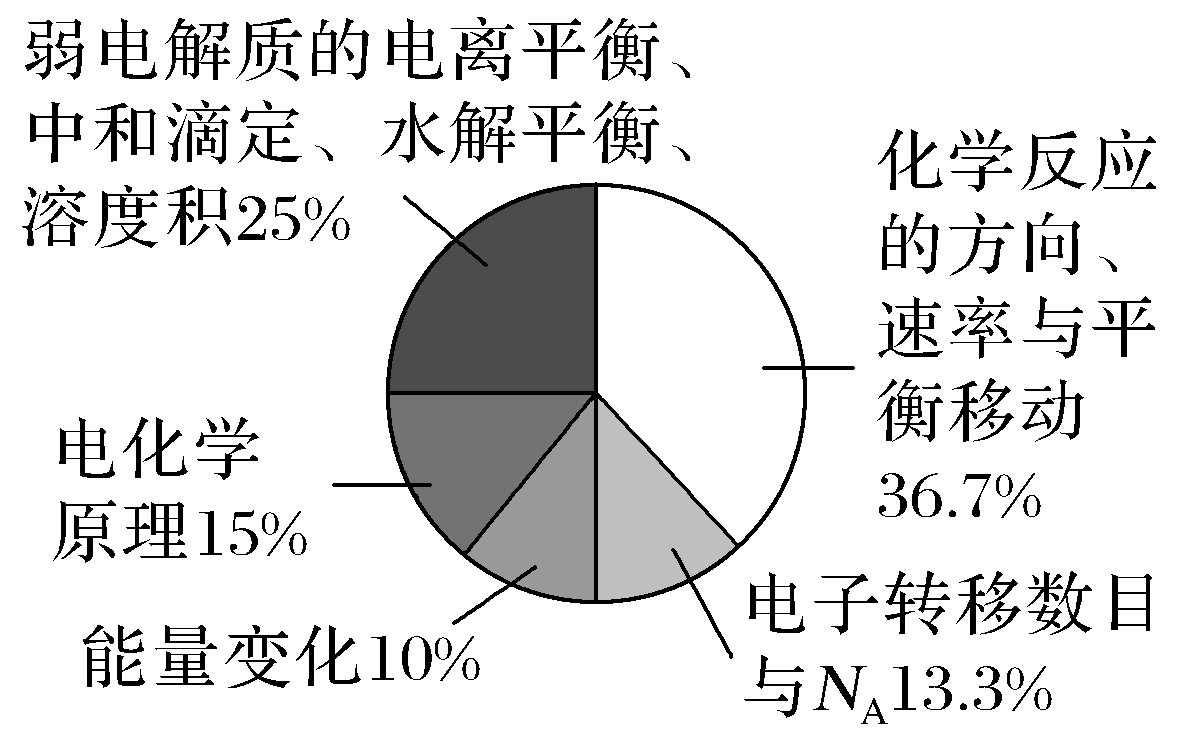 弱电解质的电离平衡、
中和滴定、水解平衡、
溶度积25%
化学反应
的方向、
速率与平
衡移动
36.7%
电化学
原理15%
能量变化10%
电子转移数目
与NA13.3%